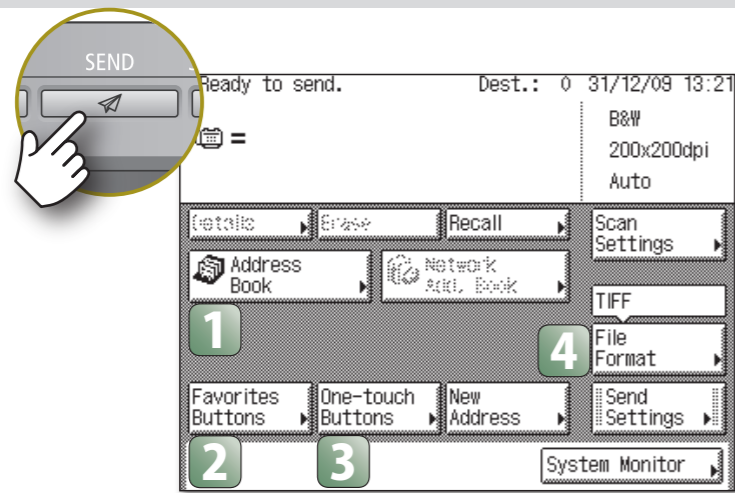 SEND
Ready to send. Dest.: 0 31/12/09 13:21
=
B&W
200x200dpi
Auto
Details Erase Recall Scan Settings
Address Book
Network Add. Book
1
TIFF
4
File Format
Favorites Buttons
One-touch Buttons
New Address
Send Settings
2
3
System Monitor